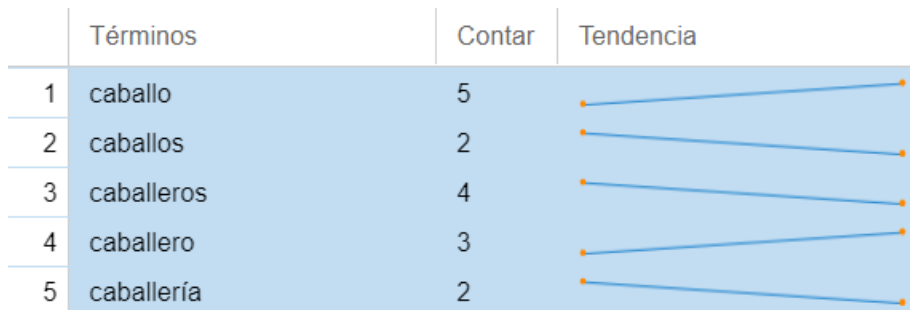 Términos Contar Tendencia
1 caballo 5
2 caballos 2
3 caballeros 4
4 caballero 3
5 caballería 2